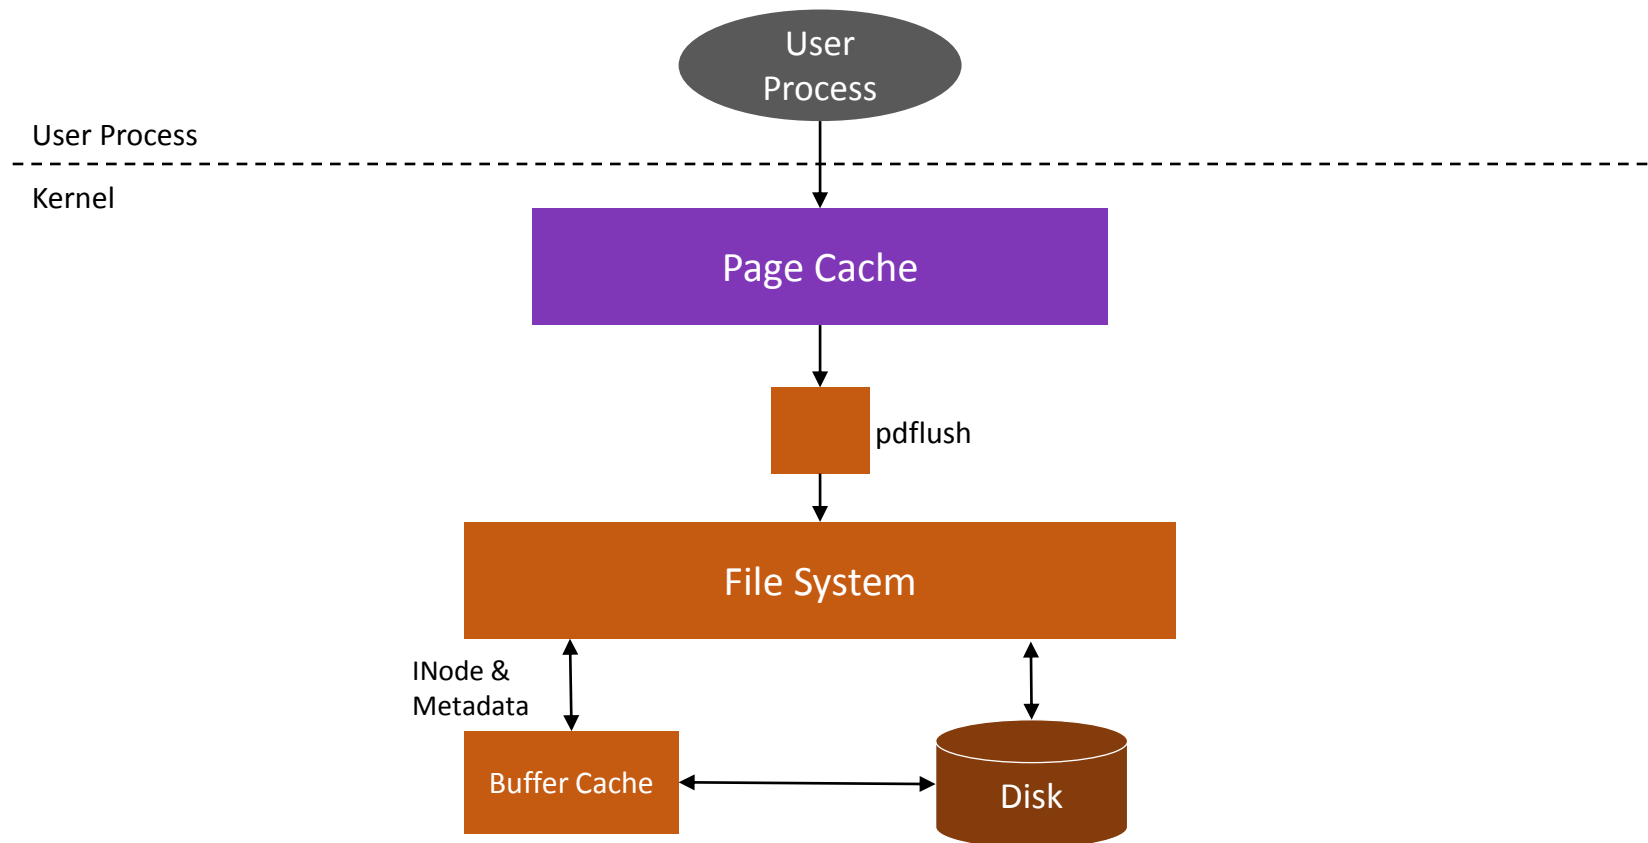 User
Process
User Process
Kernel
Page Cache
pdflush
File System
INode &
Metadata
Buffer Cache
Disk